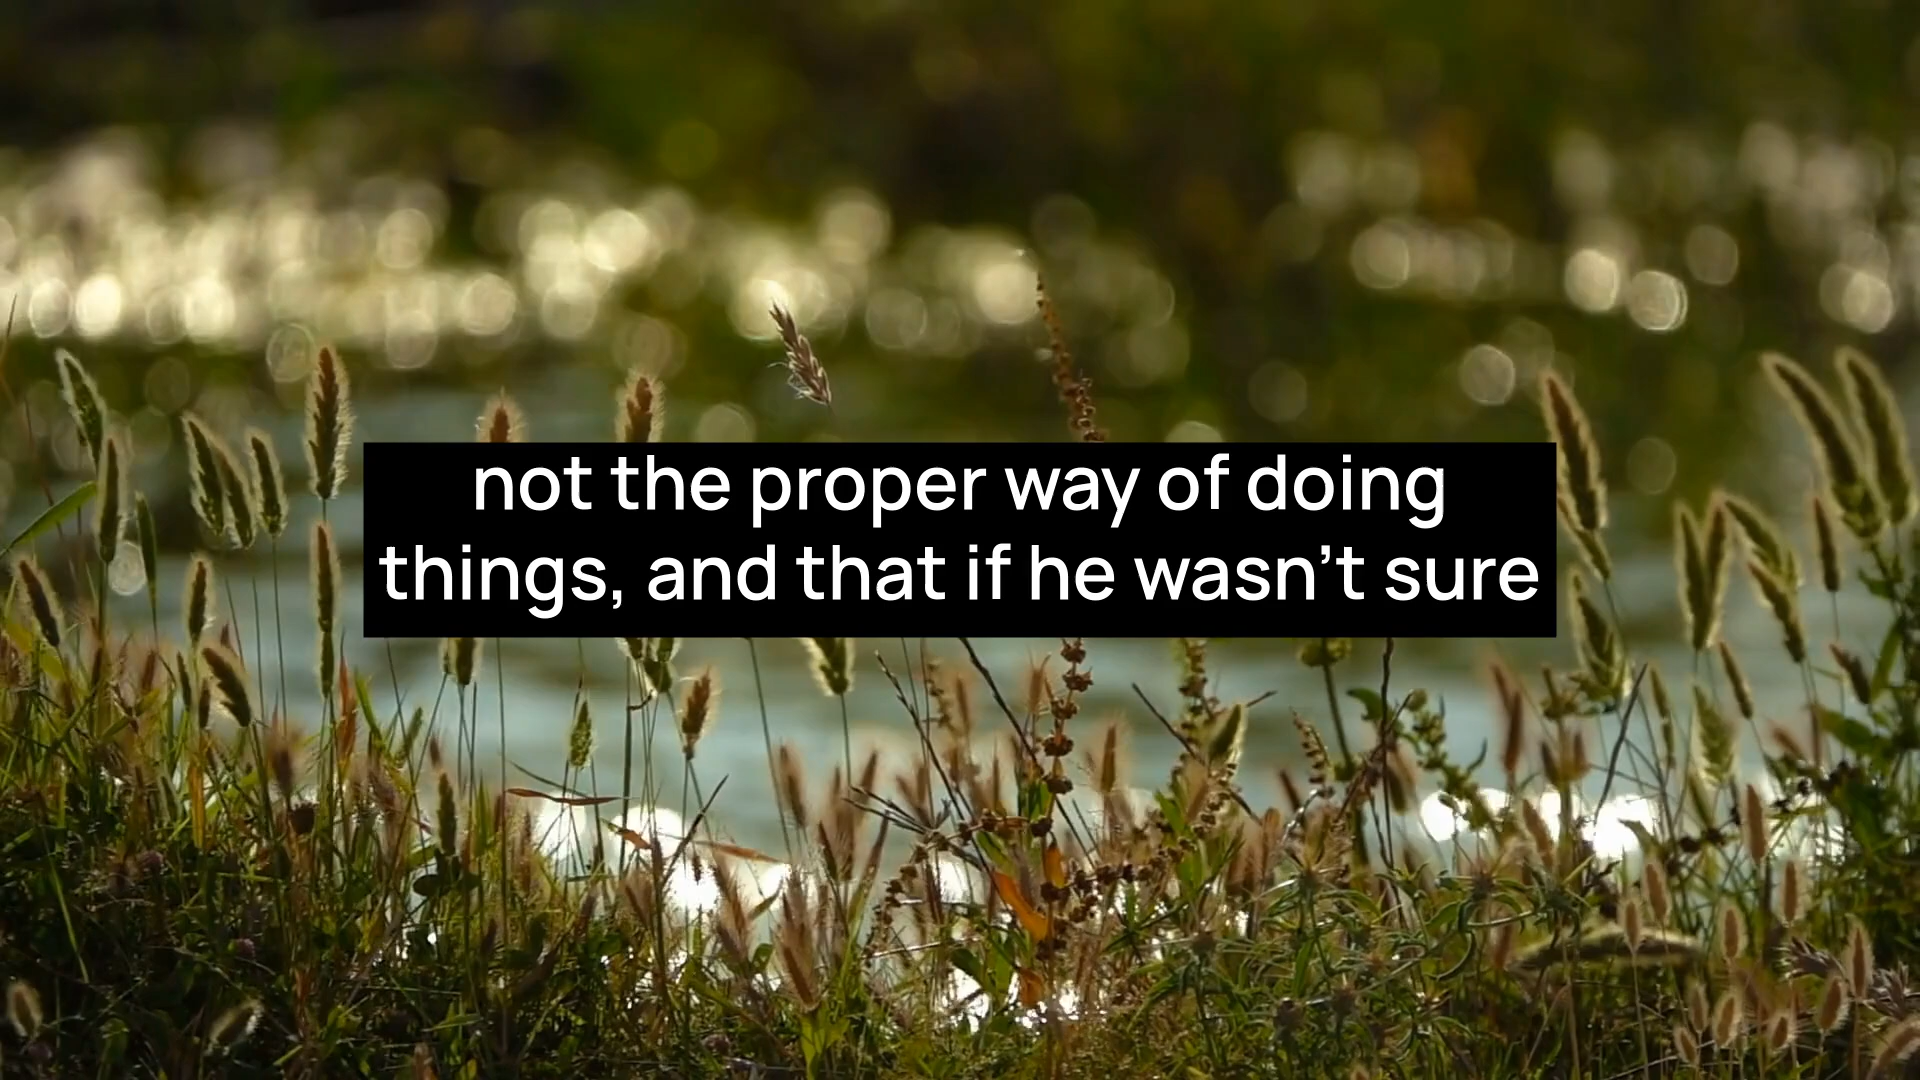 not the proper way of doing
things, and that if he wasn’t sure